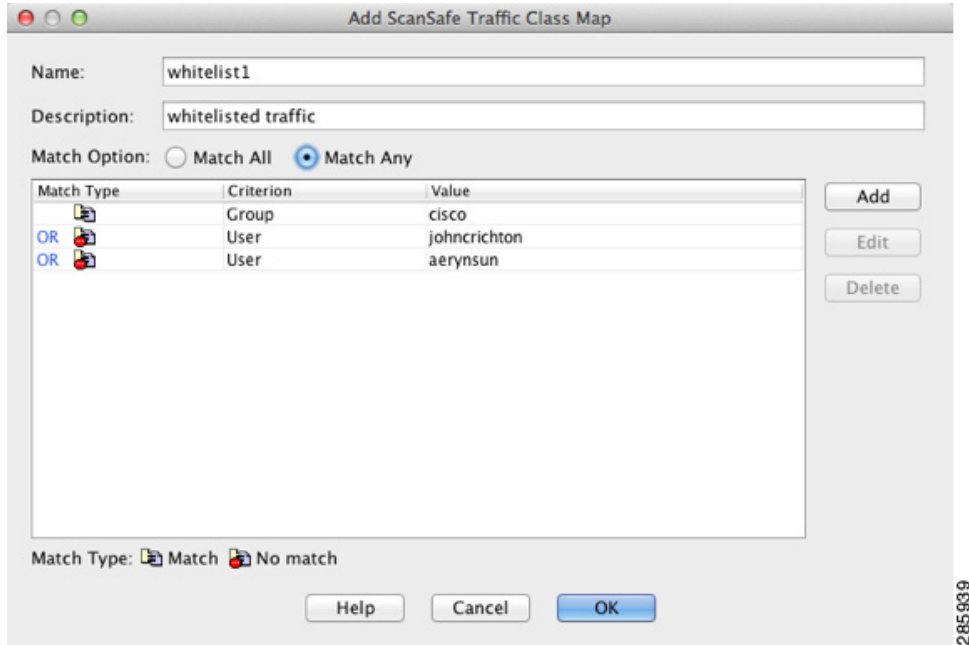 Add ScanSafe Traffic Class Map
Name: whitelist1
Description: whitelisted traffic
Match Option: Match All Match Any
Match Type Criterion Value
Group cisco
OR User johncrichton
OR User aerynsun
Add
Edit
Delete
Match Type: Match No match
Help Cancel OK
285939